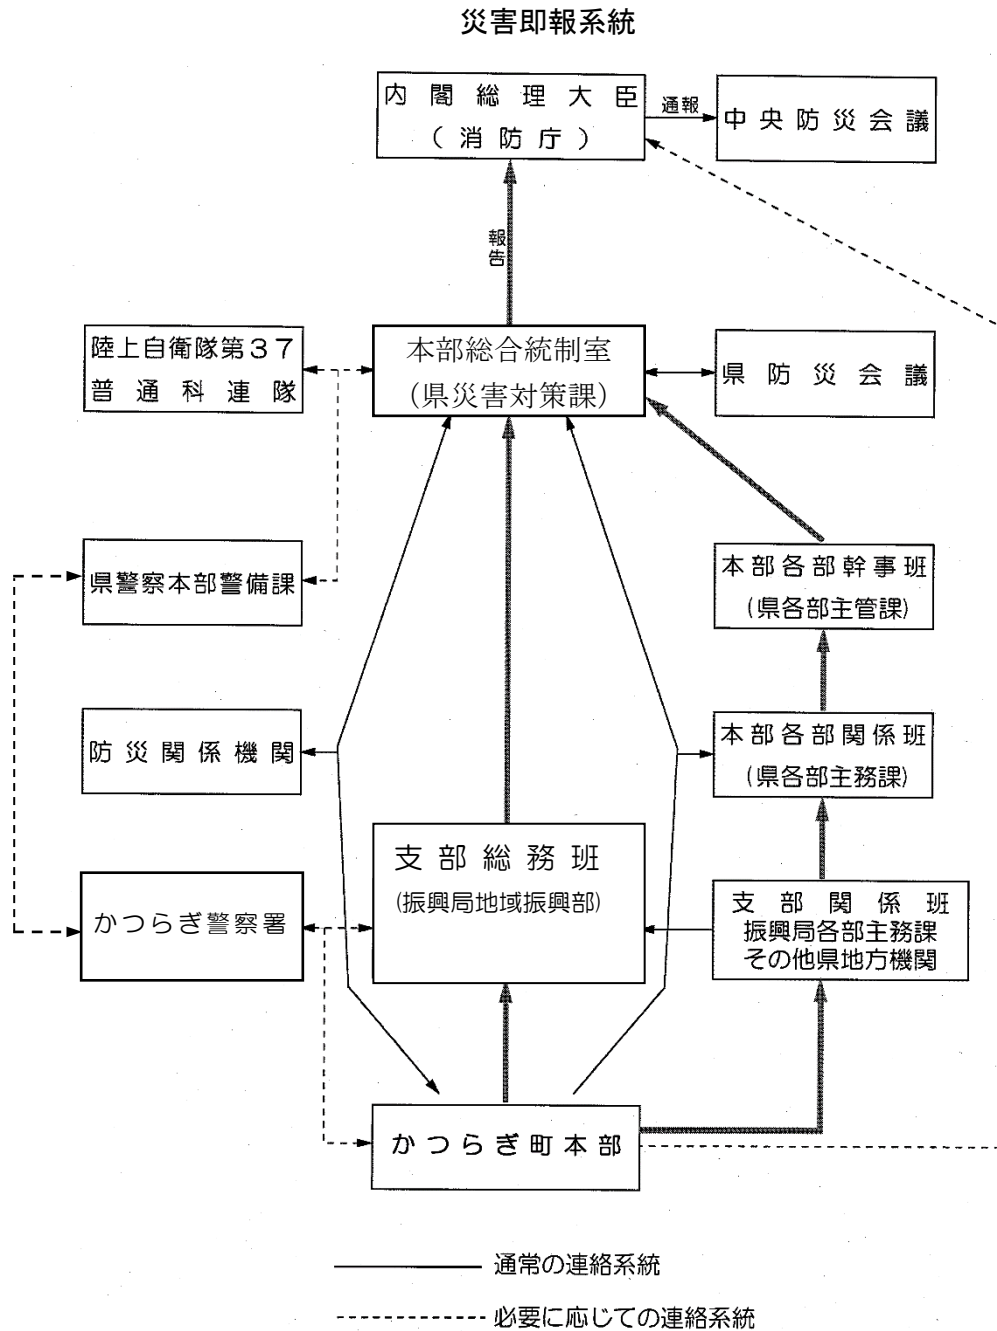 災害即報系統
内閣総理大臣
(消防庁)
通報
中央防災会議
報告
陸上自衛隊第37
普通科連隊
本部総合統制室
(県災害対策課)
県防災会議
県警察本部警備課
本部各部幹事班
(県各部主管課)
防災関係機関
本部各部関係班
(県各部主務課)
支部総務班
(振興局地域振興部)
かつらぎ警察署
支部関係班
振興局各部主務課
その他県地方機関
かつらぎ町本部
通常の連絡系統
必要に応じての連絡系統